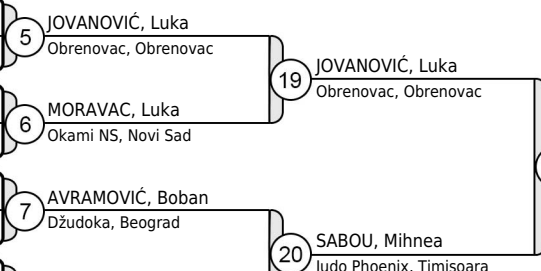 JOVANOVIĆ, Luka
5
Obrenovac, Obrenovac
JOVANOVIĆ, Luka
19
Obrenovac, Obrenovac
MORAVAC, Luka
6
Okami NS, Novi Sad
AVRAMOVIĆ, Boban
7
Džudoka, Beograd
SABOU, Mihnea
20
Judo Phoenix, Timisoara